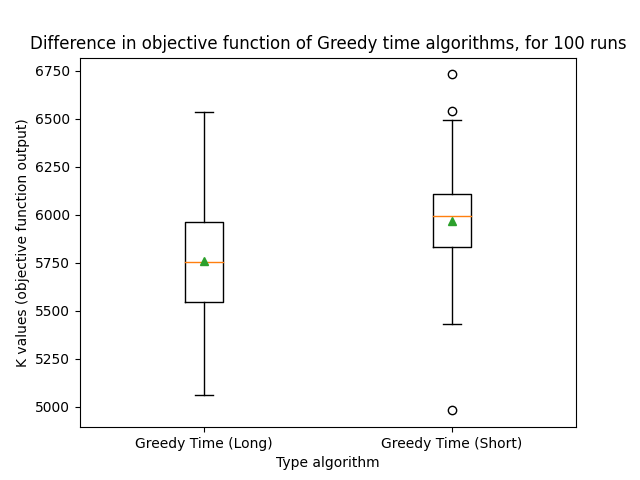 Difference in objective function of Greedy time algorithms, for 100 runs
K values (objective function output)
6750
6500
6250
6000
5750
5500
5250
5000
Greedy Time (Long)
Greedy Time (Short)
Type algorithm